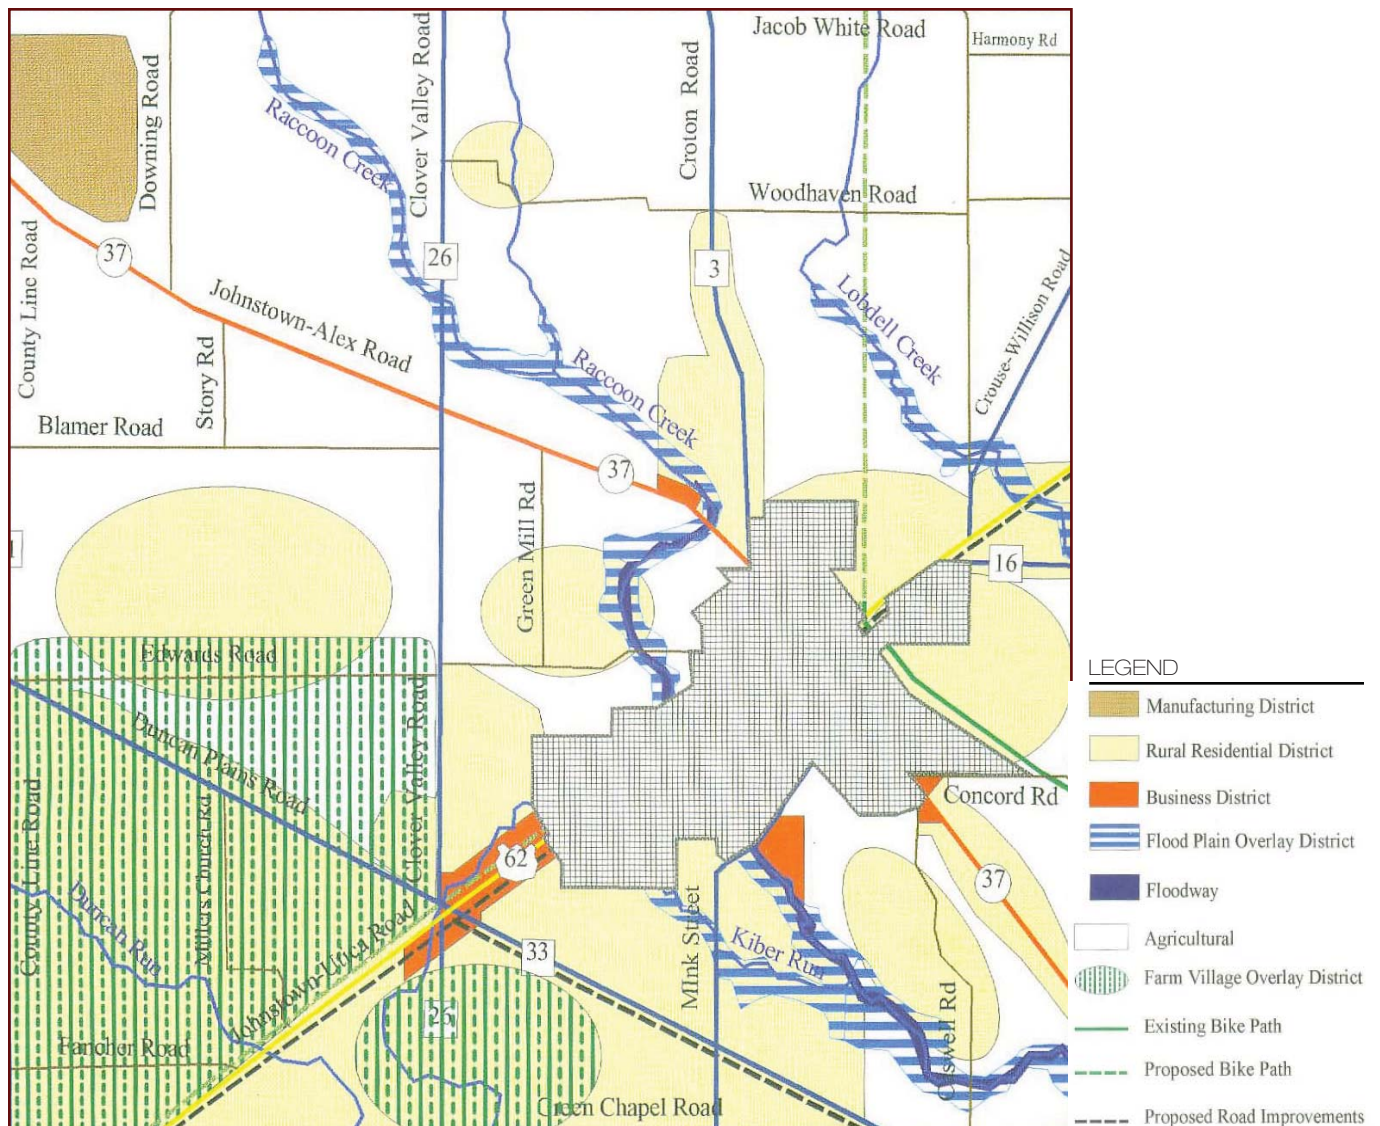 Jacob White Road
Harmony Rd
Downing Road
Clover Valley Road
Croton Road
Raccoon Creek
Woodhaven Road
37
26
3
County Line Road
Johnstown-Alex Road
Lobdell Creek
Crouse-Willison Road
Story Rd
Raccoon Creek
Blamer Road
37
Green Mill Rd
16
Edwards Road
Clover Valley Road
Duncan Plains Road
LEGEND
Manufacturing District
Rural Residential District
Business District
Flood Plain Overlay District
Floodway
Agricultural
Farm Village Overlay District
Existing Bike Path
Proposed Bike Path
Proposed Road Improvements
Concord Rd
County Line Road
Church Rd
62
37
Duncan Run
Johnstown-Utica Road
33
Mink Street
Kiber Run
Fancher Road
Green Chapel Road